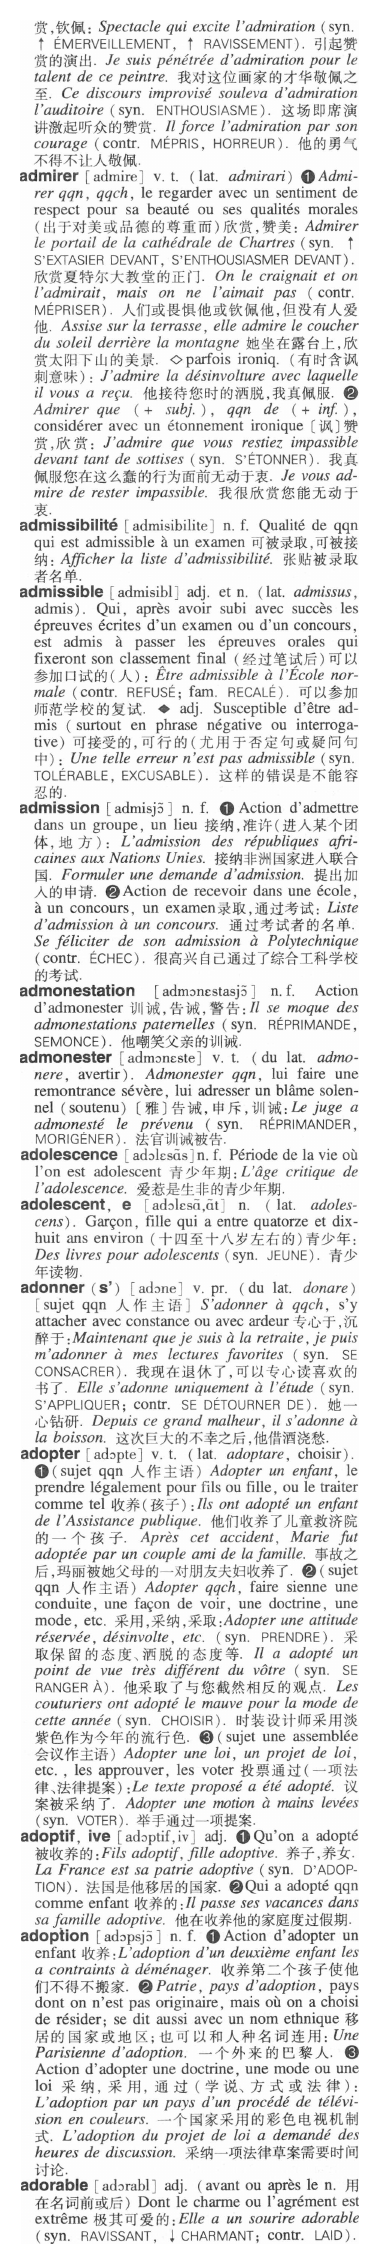 赏,钦佩: Spectacle qui excite l'admiration (syn.
↑ ÉMERVEILLEMENT, ↑ RAVISSEMENT). 引起赞
赏的演出. Je suis pénétrée d'admiration pour le
talent de ce peintre. 我对这位画家的才华敬佩之
至. Ce discours improvisé souleva d'admiration
l'auditoire (syn. ENTHOUSIASME). 这场即席演
讲激起听众的赞赏. Il force l'admiration par son
courage (contr. MÉPRIS, HORREUR). 他的勇气
不得不让人敬佩.
admirer [admire] v. t. (lat. admirari) ❶ Admi-
rer qqn, qqch, le regarder avec un sentiment de
respect pour sa beauté ou ses qualités morales
(出于对美或品德的尊重而)欣赏,赞美: Admirer
le portail de la cathédrale de Chartres (syn. ↑
S'EXTASIER DEVANT, S'ENTHOUSIASMER DEVANT).
欣赏夏特尔大教堂的正门. On le craignait et on
l'admirait, mais on ne l'aimait pas (contr.
MÉPRISER). 人们或畏惧他或钦佩他,但没有人爱
他. Assise sur la terrasse, elle admire le coucher
du soleil derrière la montagne 她坐在露台上,欣
赏太阳下山的美景. ◇ parfois ironiq. (有时含讽
刺意味): J'admire la désinvolture avec laquelle
il vous a reçu. 他接待您时的洒脱,我真佩服. ❷
Admirer que (+ subj.), qqn de (+ inf.),
considérer avec un étonnement ironique [讽]赞
赏,欣赏: J'admire que vous restiez impassible
devant tant de sottises (syn. S'ÉTONNER). 我真
佩服您在这么蠢的行为面前无动于衷. Je vous ad-
mire de rester impassible. 我很欣赏您能无动于
衷.
admissibilité [admisibilite] n. f. Qualité de qqn
qui est admissible à un examen 可被录取,可被接
纳: Afficher la liste d'admissibilité. 张贴被录取
者名单.
admissible [admisibl] adj. et n. (lat. admissus,
admis). Qui, après avoir subi avec succès les
épreuves écrites d'un examen ou d'un concours,
est admis à passer les épreuves orales qui
fixeront son classement final (经过笔试后)可以
参加口试的(人): Être admissible à l'École nor-
male (contr. REFUSÉ; fam. RECALÉ). 可以参加
师范学校的复试. ◆ adj. Susceptible d'être ad-
mis (surtout en phrase négative ou interroga-
tive) 可接受的,可行的(尤用于否定句或疑问句
中): Une telle erreur n'est pas admissible (syn.
TOLÉRABLE, EXCUSABLE). 这样的错误是不能容
忍的.
admission [admisjɔ̃] n. f. ❶ Action d'admettre
dans un groupe, un lieu 接纳,准许(进入某个团
体,地方): L'admission des républiques afri-
caines aux Nations Unies. 接纳非洲国家进入联合
国. Formuler une demande d'admission. 提出加
入的申请. ❷ Action de recevoir dans une école,
à un concours, un examen录取,通过考试: Liste
d'admission à un concours. 通过考试者的名单.
Se féliciter de son admission à Polytechnique
(contr. ÉCHEC). 很高兴自己通过了综合工科学校
的考试.
admonestation [admɔnɛstasjɔ̃] n. f. Action
d'admonester 训诫,告诫,警告: Il se moque des
admonestations paternelles (syn. RÉPRIMANDE,
SEMONCE). 他嘲笑父亲的训诫.
admonester [admɔnɛste] v. t. (du lat. admo-
nere, avertir). Admonester qqn, lui faire une
remontrance sévère, lui adresser un blâme solen-
nel (soutenu) [雅]告诫,申斥,训诫: Le juge a
admonesté le prévenu (syn. RÉPRIMANDER,
MORIGÉNER). 法官训诫被告.
adolescence [adɔlɛsɑ̃s] n. f. Période de la vie où
l'on est adolescent 青少年期: L'âge critique de
l'adolescence. 爱惹是生非的青少年期.
adolescent, e [adɔlɛsɑ̃,ɑ̃t] n. (lat. adoles-
cens). Garçon, fille qui a entre quatorze et dix-
huit ans environ (十四至十八岁左右的)青少年:
Des livres pour adolescents (syn. JEUNE). 青少
年读物.
adonner (s') [adɔne] v. pr. (du lat. donare)
[sujet qqn 人作主语] S'adonner à qqch, s'y
attacher avec constance ou avec ardeur 专心于,沉
醉于: Maintenant que je suis à la retraite, je puis
m'adonner à mes lectures favorites (syn. SE
CONSACRER). 我现在退休了,可以专心读喜欢的
书了. Elle s'adonne uniquement à l'étude (syn.
S'APPLIQUER; contr. SE DÉTOURNER DE). 她一
心钻研. Depuis ce grand malheur, il s'adonne à
la boisson. 这次巨大的不幸之后,他借酒浇愁.
adopter [adɔpte] v. t. (lat. adoptare, choisir).
❶ (sujet qqn 人作主语) Adopter un enfant, le
prendre légalement pour fils ou fille, ou le traiter
comme tel 收养(孩子): Ils ont adopté un enfant
de l'Assistance publique. 他们收养了儿童救济院
的一个孩子. Après cet accident, Marie fut
adoptée par un couple ami de la famille. 事故之
后,玛丽被她父母的一对朋友夫妇收养了. ❷ (sujet
qqn 人作主语) Adopter qqch, faire sienne une
conduite, une façon de voir, une doctrine, une
mode, etc. 采用,采纳,采取: Adopter une attitude
réservée, désinvolte, etc. (syn. PRENDRE). 采
取保留的态度、洒脱的态度等. Il a adopté un
point de vue très différent du vôtre (syn. SE
RANGER À). 他采取了与您截然相反的观点. Les
couturiers ont adopté le mauve pour la mode de
cette année (syn. CHOISIR). 时装设计师采用淡
紫色作为今年的流行色. ❸ (sujet une assemblée
会议作主语) Adopter une loi, un projet de loi,
etc., les approuver, les voter 投票通过(一项法
律、法律提案): Le texte proposé a été adopté. 议
案被采纳了. Adopter une motion à mains levées
(syn. VOTER). 举手通过一项提案.
adoptif, ive [adɔptif,iv] adj. ❶ Qu'on a adopté
被收养的: Fils adoptif, fille adoptive. 养子,养女.
La France est sa patrie adoptive (syn. D'ADOP-
TION). 法国是他移居的国家. ❷ Qui a adopté qqn
comme enfant 收养的: Il passe ses vacances dans
sa famille adoptive. 他在收养他的家庭度过假期.
adoption [adɔpsjɔ̃] n. f. ❶ Action d'adopter un
enfant 收养: L'adoption d'un deuxième enfant les
a contraints à déménager. 收养第二个孩子使他
们不得不搬家. ❷ Patrie, pays d'adoption, pays
dont on n'est pas originaire, mais où on a choisi
de résider; se dit aussi avec un nom ethnique 移
居的国家或地区;也可以和人种名词连用: Une
Parisienne d'adoption. 一个外来的巴黎人. ❸
Action d'adopter une doctrine, une mode ou une
loi 采纳,采用,通过(学说、方式或法律):
L'adoption par un pays d'un procédé de télévi-
sion en couleurs. 一个国家采用的彩色电视机制
式. L'adoption du projet de loi a demandé des
heures de discussion. 采纳一项法律草案需要时间
讨论.
adorable [adɔrabl] adj. (avant ou après le n. 用
在名词前或后) Dont le charme ou l'agrément est
extrême 极其可爱的: Elle a un sourire adorable
(syn. RAVISSANT, ↓ CHARMANT; contr. LAID).